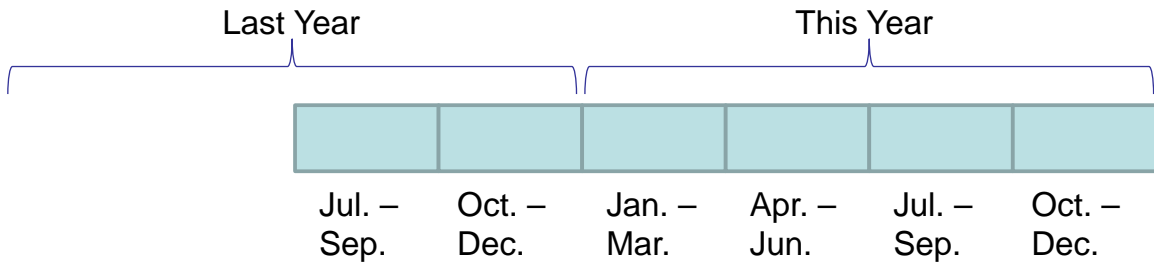 Last Year
This Year
Jul. –
Sep.
Oct. –
Dec.
Jan. –
Mar.
Apr. –
Jun.
Jul. –
Sep.
Oct. –
Dec.